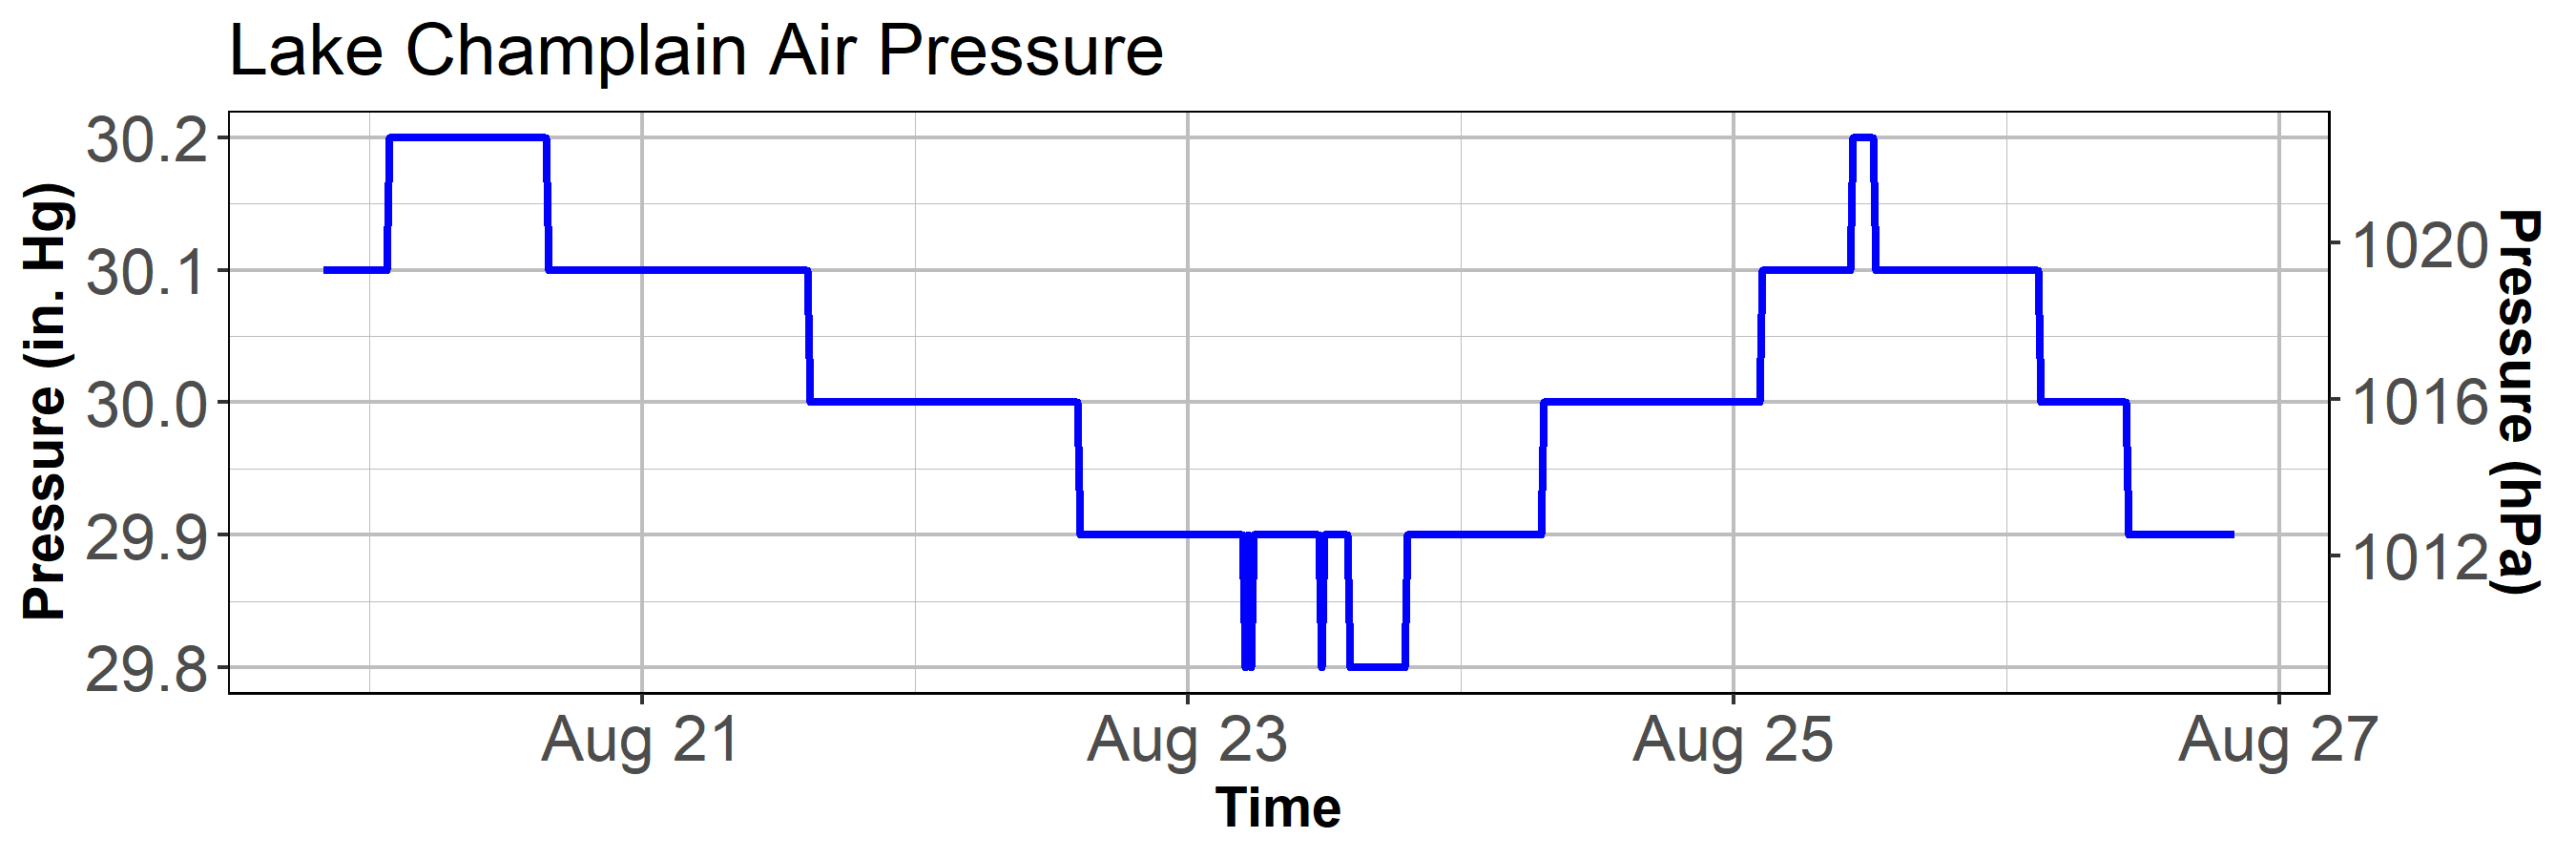 Lake Champlain Air Pressure
Pressure (in. Hg)
30.2
30.1
30.0
29.9
29.8
1020
1016
1012
Pressure (hPa)
Aug 21 Aug 23 Aug 25 Aug 27
Time